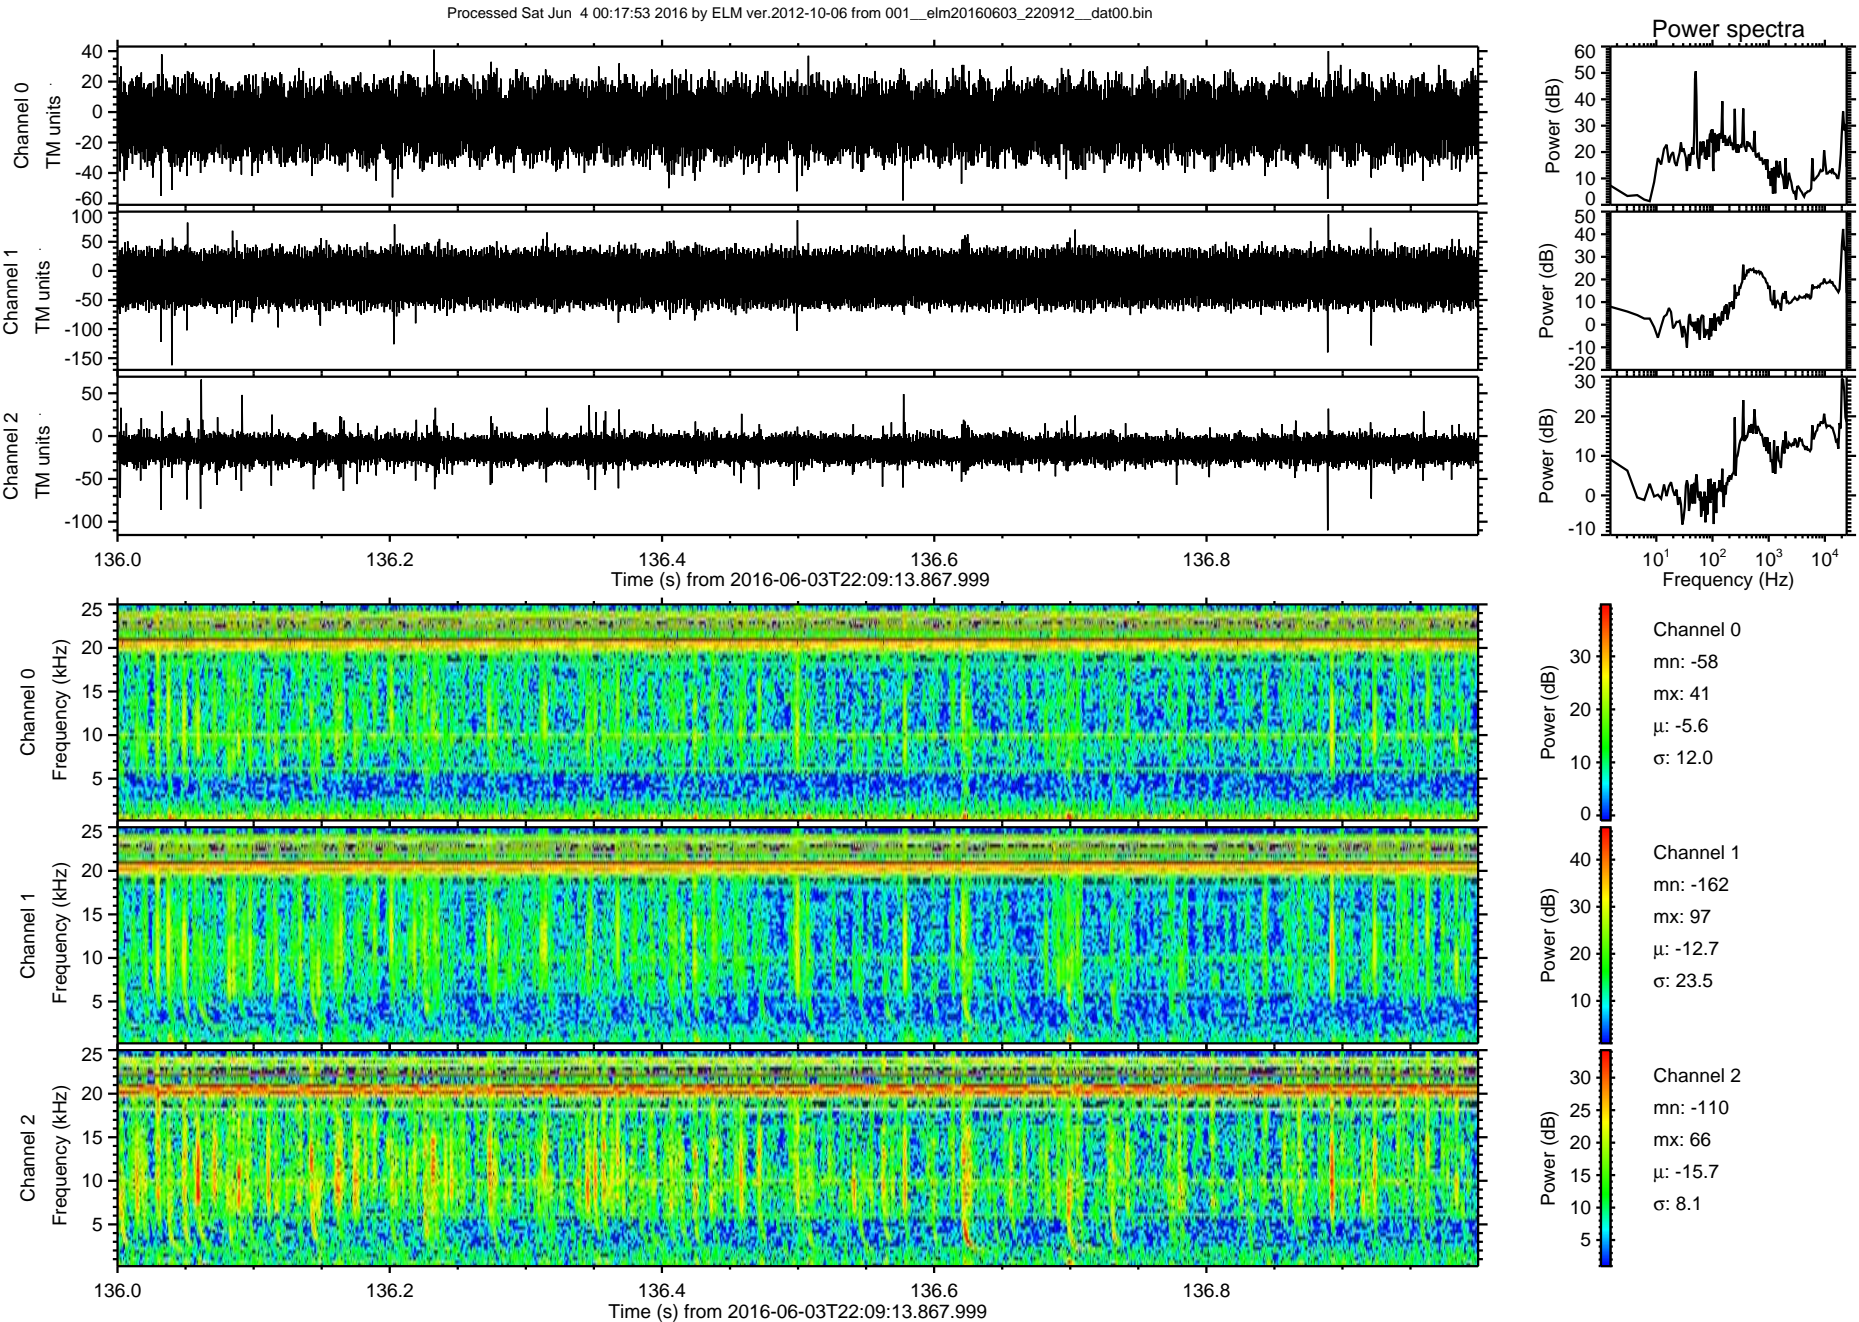 Processed Sat Jun  4 00:17:53 2016 by ELM ver.2012-10-06 from 001__elm20160603_220912__dat00.bin
Power spectra
Channel 0
TM units
40
20
0
-20
-40
-60
Power (dB)
60
50
40
30
20
10
0
Channel 1
TM units
100
50
0
-50
-100
-150
Power (dB)
50
40
30
20
10
0
-10
-20
Channel 2
TM units
50
0
-50
-100
Power (dB)
30
20
10
0
-10
136.0 136.2 136.4 136.6 136.8
Time (s) from 2016-06-03T22:09:13.867.999
10¹ 10² 10³ 10⁴
Frequency (Hz)
Channel 0
Frequency (kHz)
25
20
15
10
5
Power (dB)
30
20
10
0
Channel 0
mn: -58
mx: 41
µ: -5.6
σ: 12.0
Channel 1
Frequency (kHz)
25
20
15
10
5
Power (dB)
40
30
20
10
Channel 1
mn: -162
mx: 97
µ: -12.7
σ: 23.5
Channel 2
Frequency (kHz)
25
20
15
10
5
Power (dB)
30
25
20
15
10
5
Channel 2
mn: -110
mx: 66
µ: -15.7
σ: 8.1
136.0 136.2 136.4 136.6 136.8
Time (s) from 2016-06-03T22:09:13.867.999